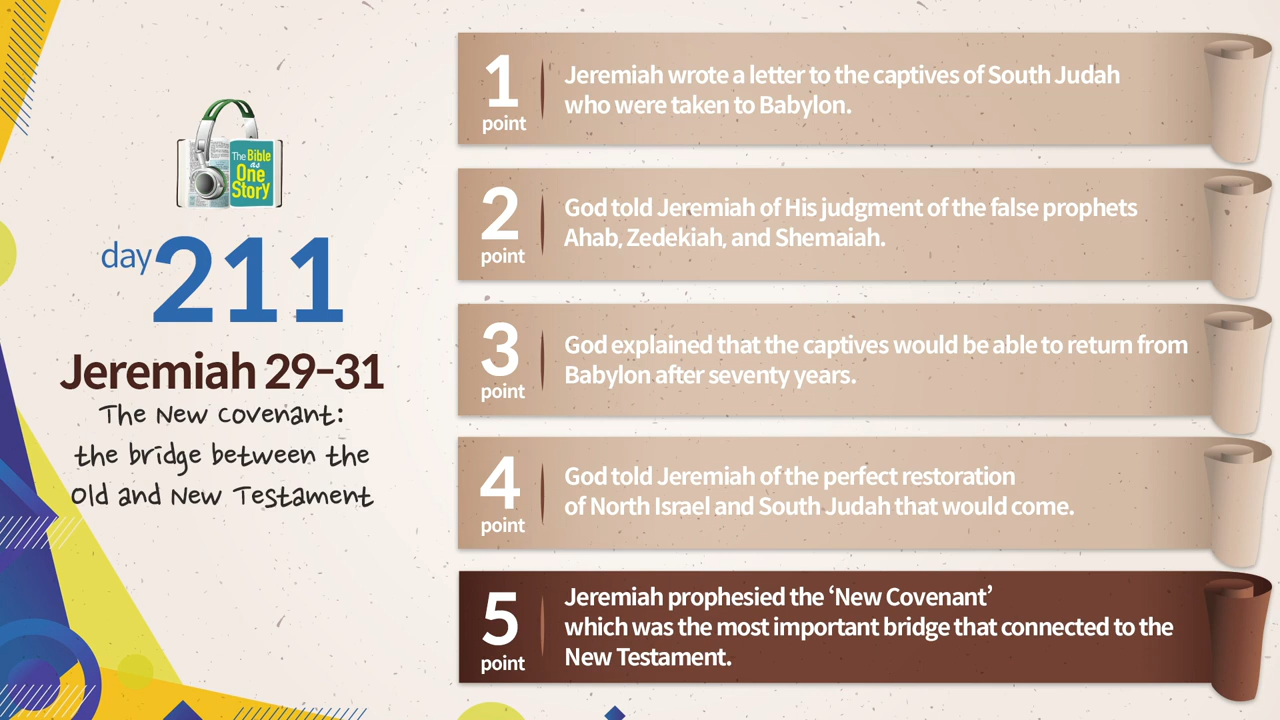 The Bible
as
One
Story
day 211
Jeremiah 29-31
The New Covenant:
the bridge between the
Old and New Testament
1
point
Jeremiah wrote a letter to the captives of South Judah
who were taken to Babylon.
2
point
God told Jeremiah of His judgment of the false prophets
Ahab, Zedekiah, and Shemaiah.
3
point
God explained that the captives would be able to return from
Babylon after seventy years.
4
point
God told Jeremiah of the perfect restoration
of North Israel and South Judah that would come.
5
point
Jeremiah prophesied the ‘New Covenant’
which was the most important bridge that connected to the
New Testament.